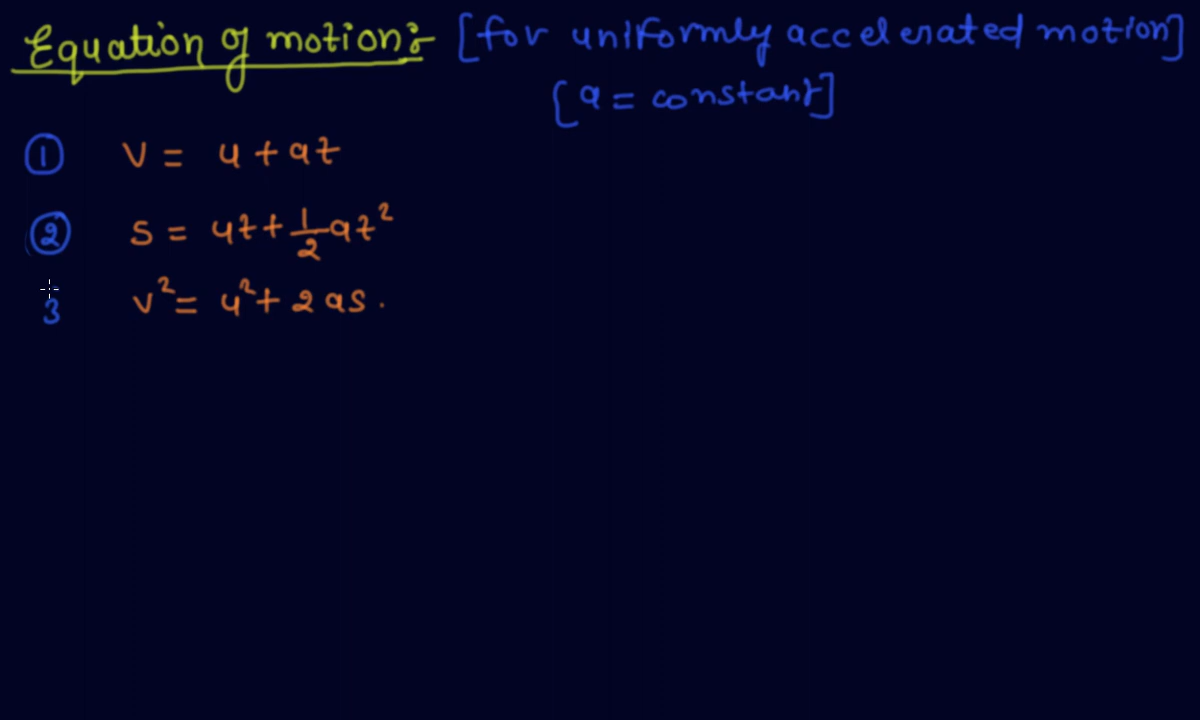 Equation of motion:- [for uniformly accelerated motion]
[a = constant]
① v = u + at
② s = ut + 1/2 at²
3 v² = u² + 2as.